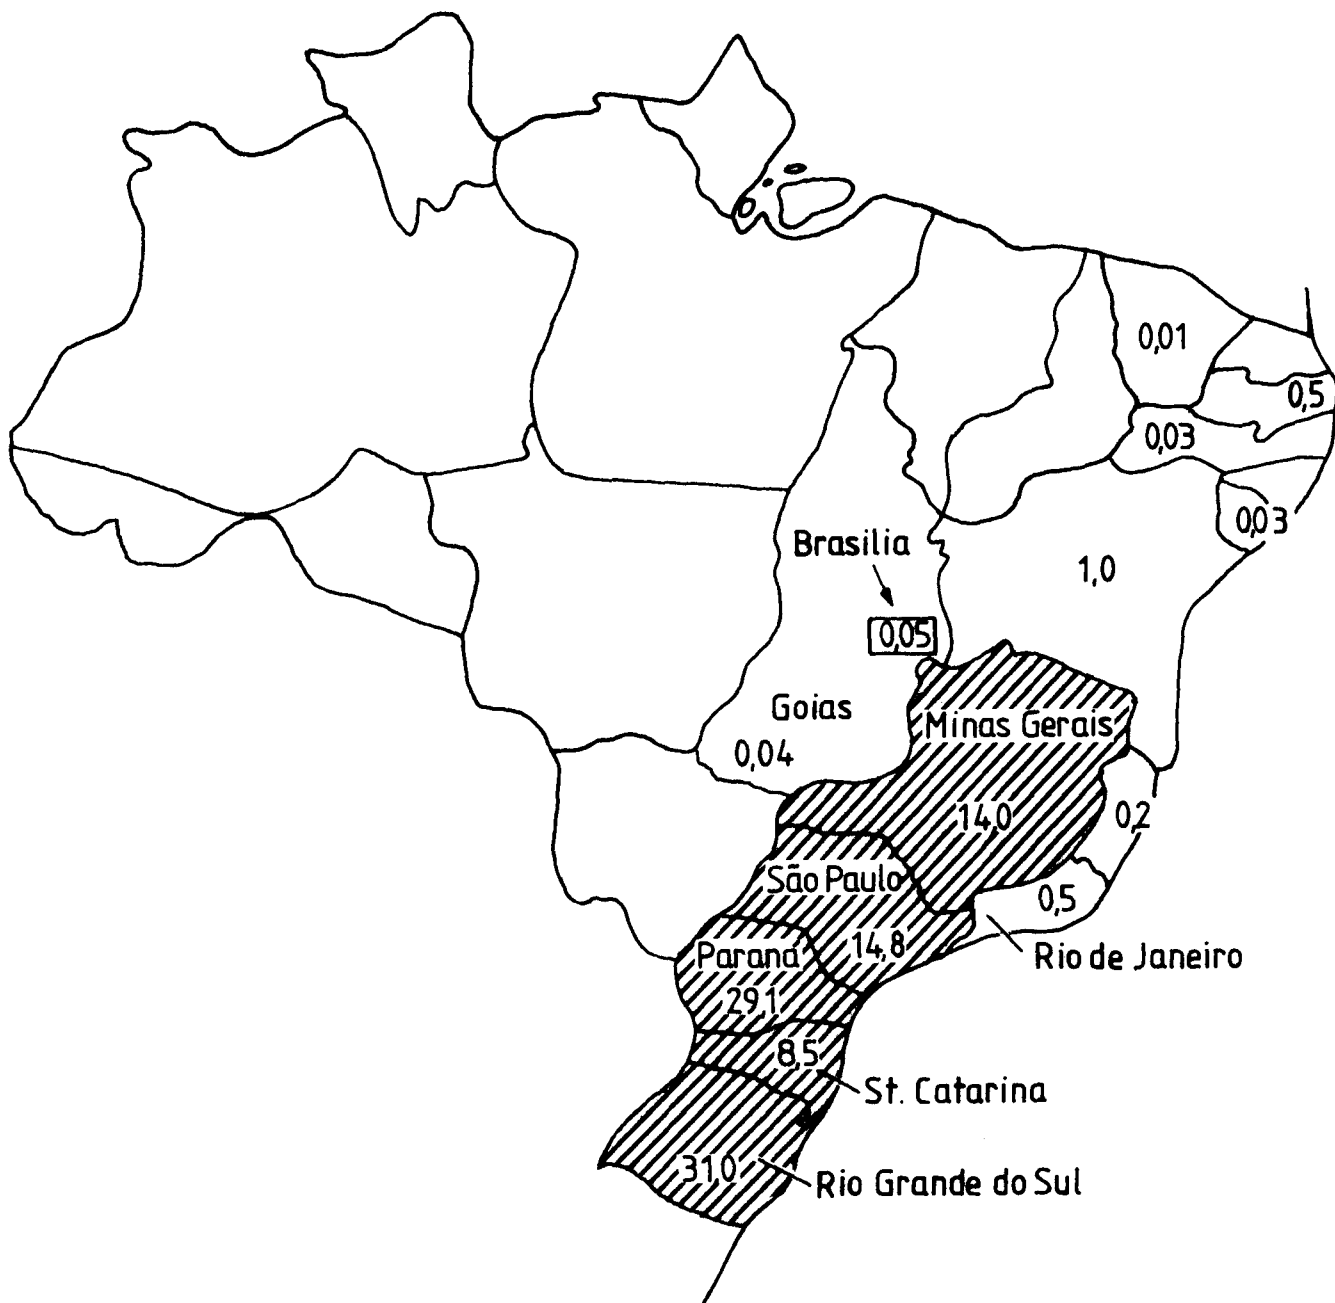 0,01
0,5
0,03
0,03
Brasilia
1,0
0,05
Goias
0,04
Minas Gerais
14,0
0,2
São Paulo
0,5
14,8
Rio de Janeiro
Parana
29,1
8,5
St. Catarina
31,0
Rio Grande do Sul